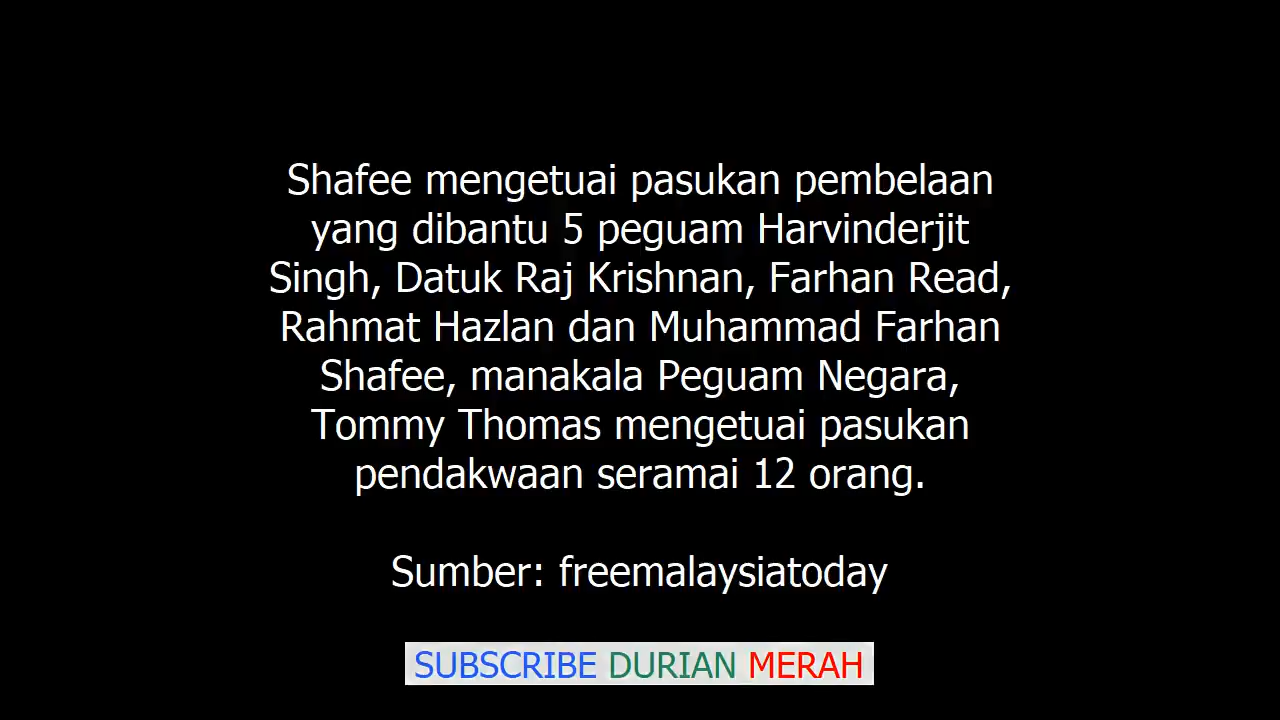 Shafee mengetuai pasukan pembelaan
yang dibantu 5 peguam Harvinderjit
Singh, Datuk Raj Krishnan, Farhan Read,
Rahmat Hazlan dan Muhammad Farhan
Shafee, manakala Peguam Negara,
Tommy Thomas mengetuai pasukan
pendakwaan seramai 12 orang.
Sumber: freemalaysiatoday
SUBSCRIBE DURIAN MERAH